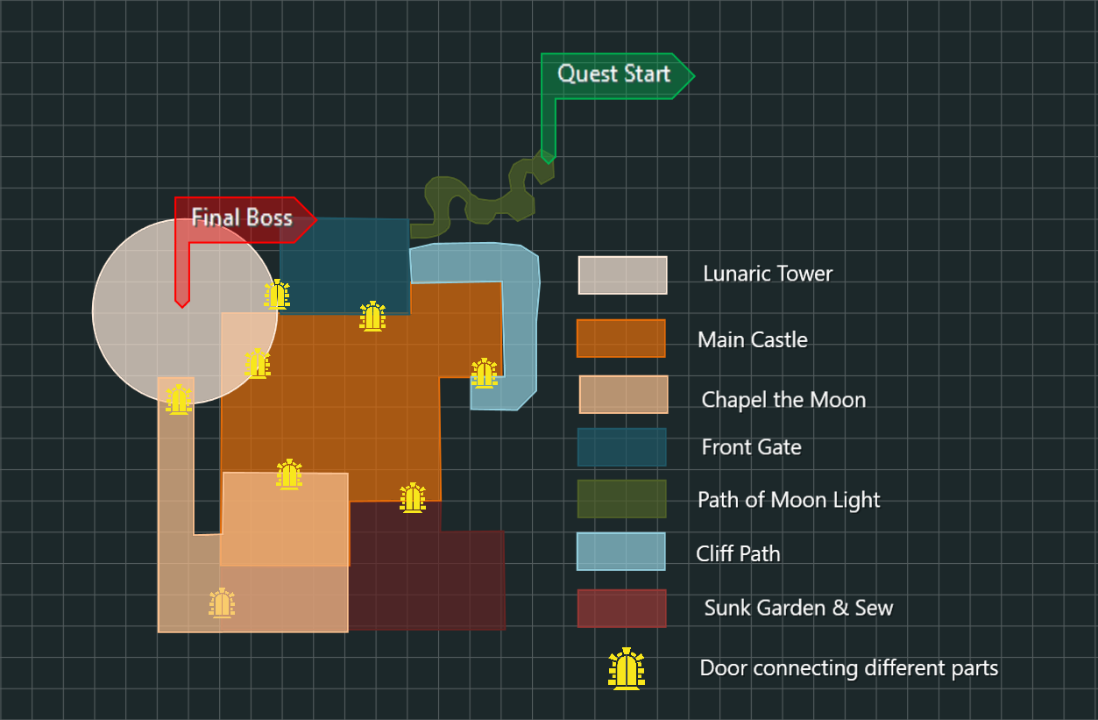 Quest Start
Final Boss
Lunaric Tower
Main Castle
Chapel the Moon
Front Gate
Path of Moon Light
Cliff Path
Sunk Garden & Sew
Door connecting different parts